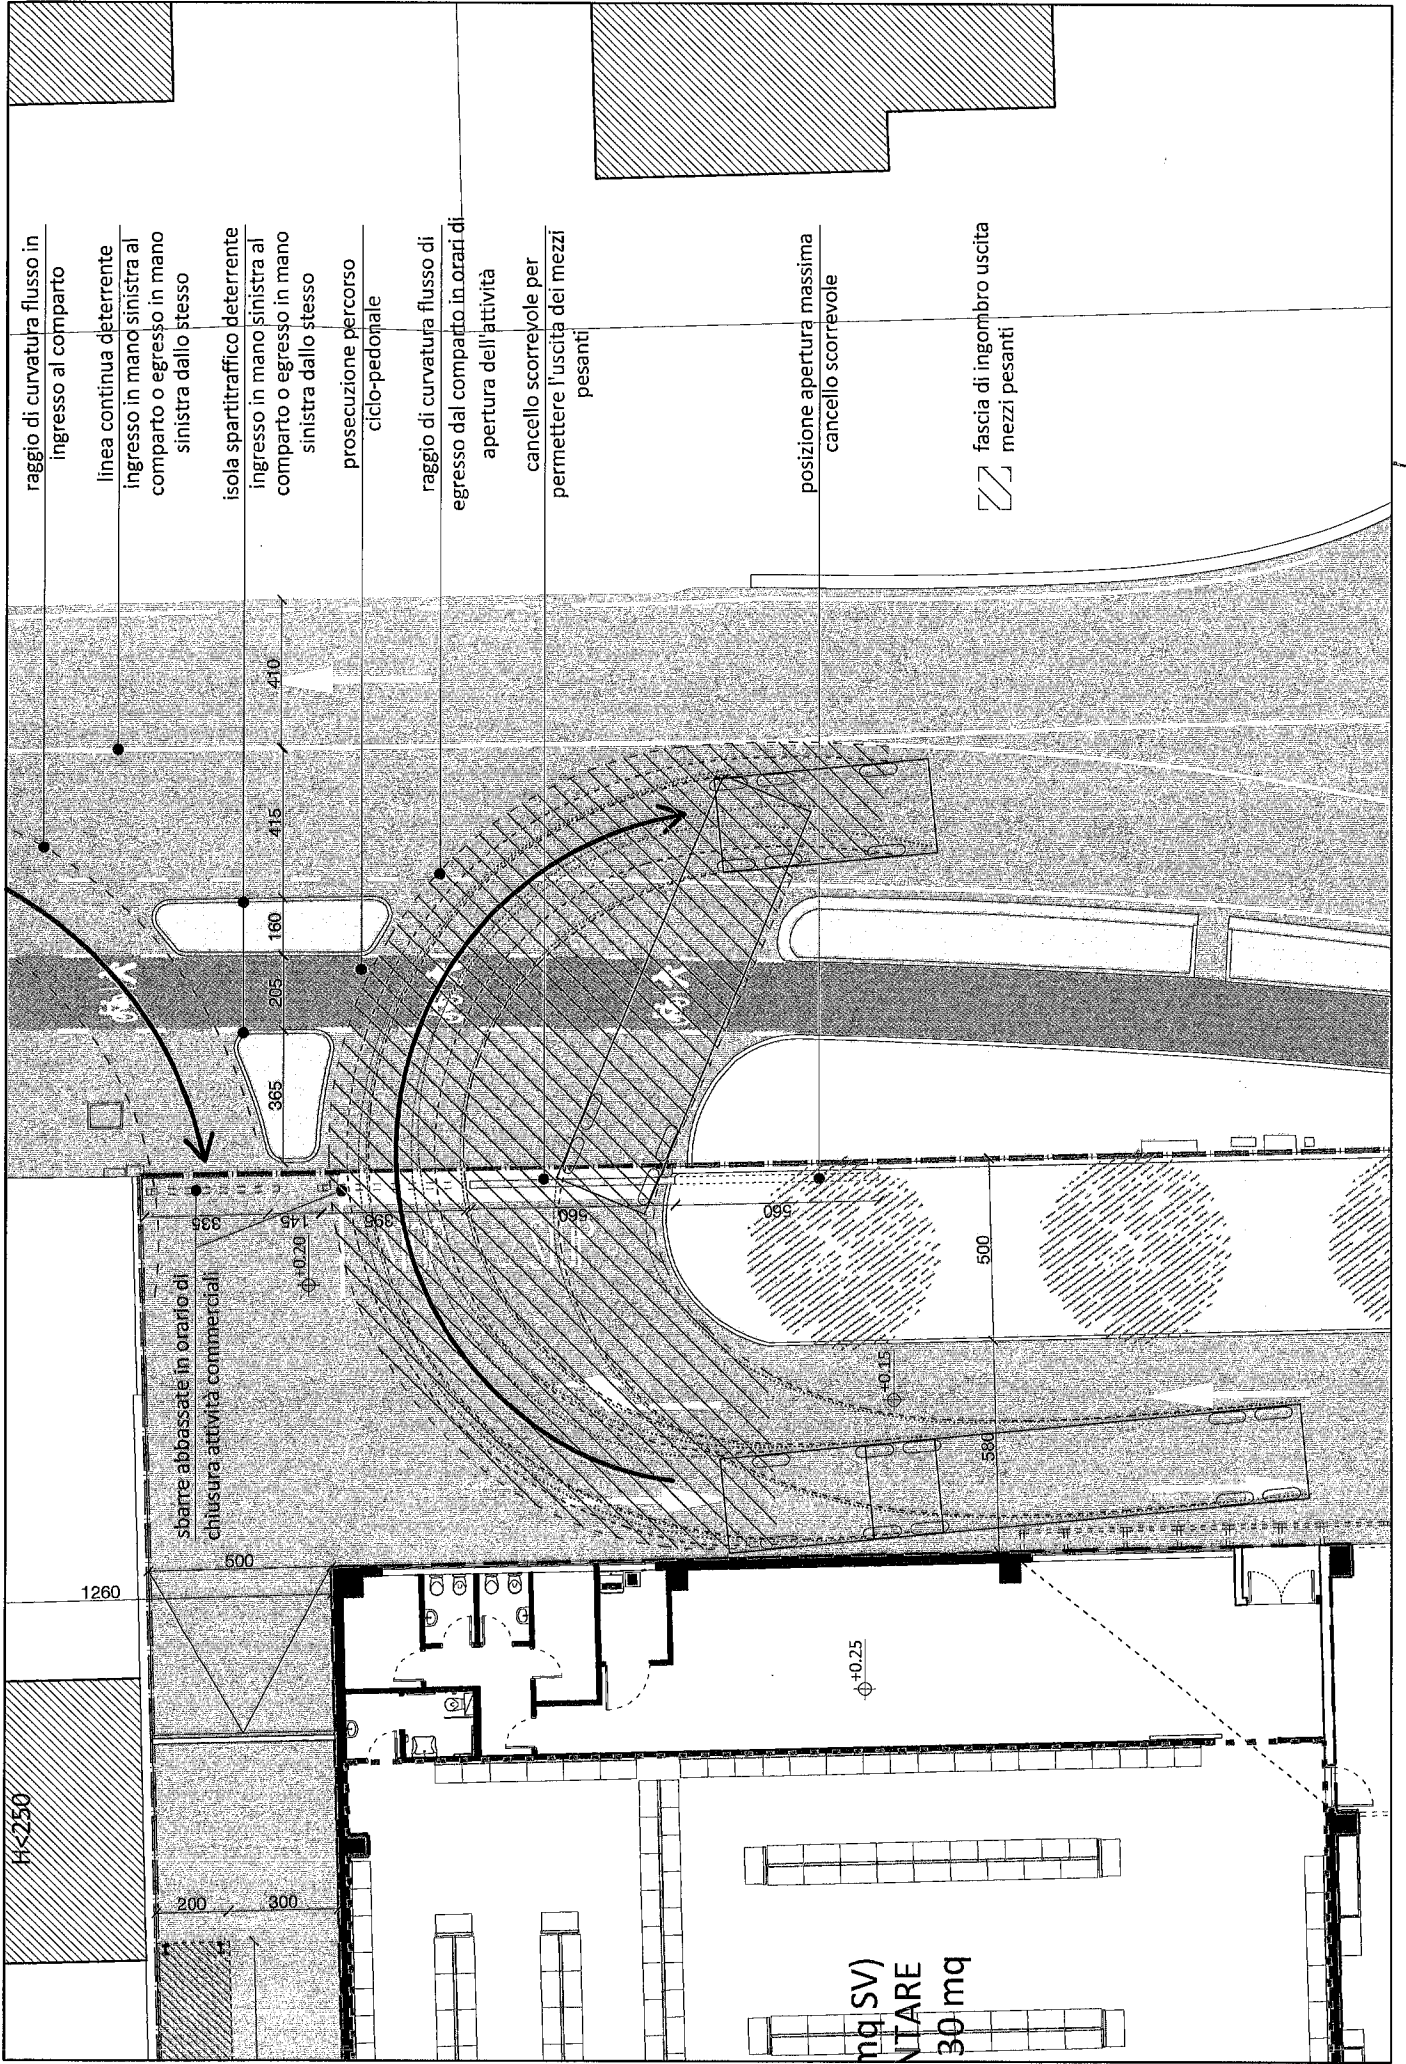 raggio di curvatura flusso in
ingresso al comparto
linea continua deterrente
ingresso in mano sinistra al
comparto o egresso in mano
sinistra dallo stesso
isola spartitraffico deterrente
ingresso in mano sinistra al
comparto o egresso in mano
sinistra dallo stesso
prosecuzione percorso
ciclo-pedonale
raggio di curvatura flusso di
egresso dal comparto in orari di
apertura dell'attività
cancello scorrevole per
permettere l'uscita dei mezzi
pesanti
posizione apertura massima
cancello scorrevole
fascia di ingombro uscita
mezzi pesanti
410
415
160
205
365
335
145
395
560
560
+0.20
sbarre abbassate in orario di
chiusura attività commerciali
500
+0.15
580
500
1260
+0.25
H<250
200
300
mq SV)
NTARE
30 mq